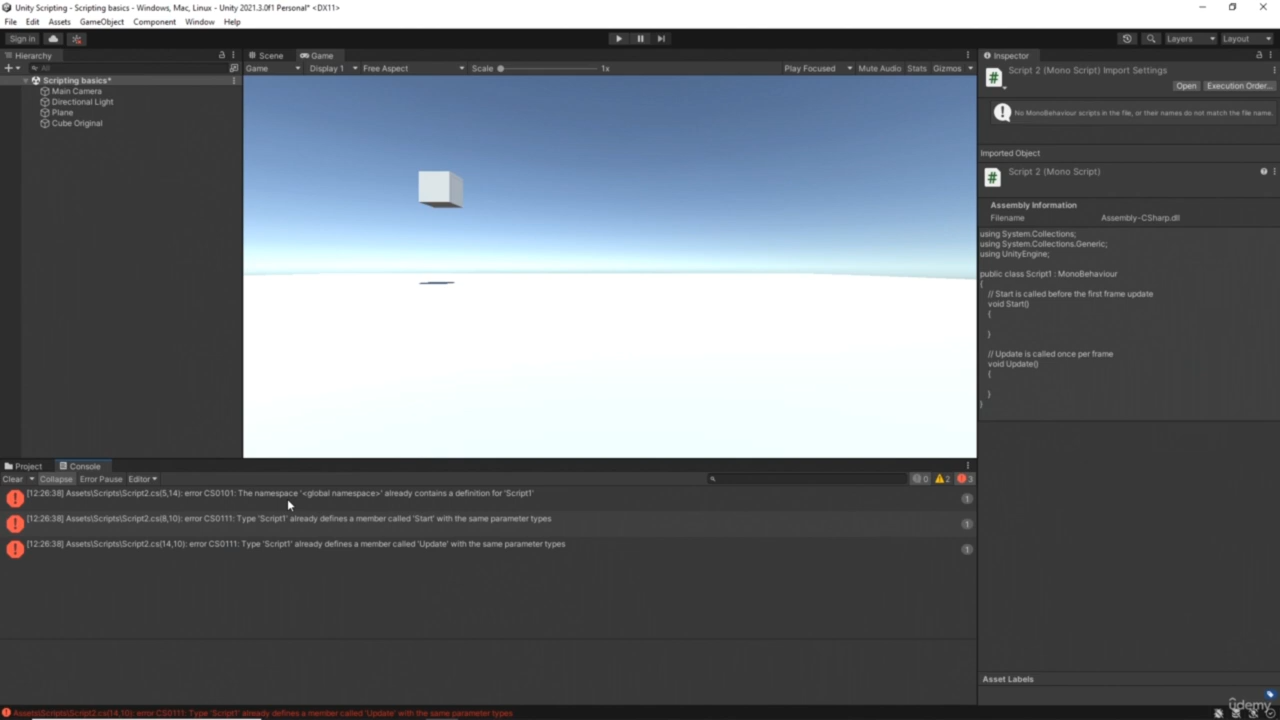 Unity Scripting - Scripting basics - Windows, Mac, Linux - Unity 2021.3.0f1 Personal* <DX11>
File Edit Assets GameObject Component Window Help
Sign in
Layers Layout
Hierarchy
Scene Game
Inspector
All
Game Display 1 Free Aspect Scale 1x Play Focused Mute Audio Stats Gizmos
Script 2 (Mono Script) Import Settings
Open Execution Order...
Scripting basics*
Main Camera
Directional Light
Plane
Cube Original
No MonoBehaviour scripts in the file, or their names do not match the file name.
Imported Object
Script 2 (Mono Script)
Assembly Information
Filename Assembly-CSharp.dll
using System.Collections;
using System.Collections.Generic;
using UnityEngine;
public class Script1 : MonoBehaviour
{
// Start is called before the first frame update
void Start()
{
}
// Update is called once per frame
void Update()
{
}
}
Project Console
Clear Collapse Error Pause Editor 0 2 3
[12:26:38] Assets\Scripts\Script2.cs(5,14): error CS0101: The namespace '<global namespace>' already contains a definition for 'Script1'
1
[12:26:38] Assets\Scripts\Script2.cs(8,10): error CS0111: Type 'Script1' already defines a member called 'Start' with the same parameter types
1
[12:26:38] Assets\Scripts\Script2.cs(14,10): error CS0111: Type 'Script1' already defines a member called 'Update' with the same parameter types
1
Asset Labels
Assets\Scripts\Script2.cs(14,10): error CS0111: Type 'Script1' already defines a member called 'Update' with the same parameter types
udemy